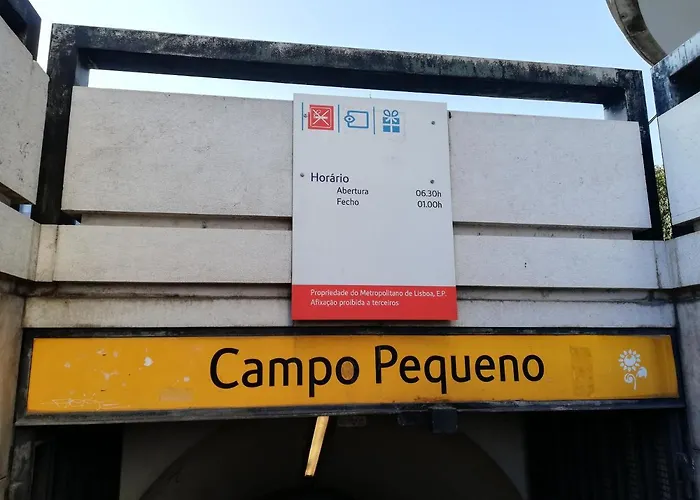 Horário
Abertura 06.30h
Fecho 01.00h
Propriedade do Metropolitano de Lisboa, E.P.
Afixação proibida a terceiros
Campo Pequeno